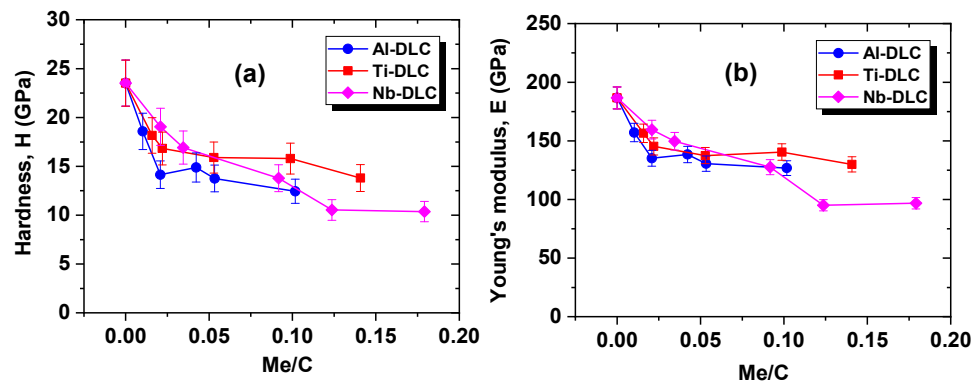 30
25
20
15
10
5
0
Hardness, H (GPa)
(a)
Al-DLC
Ti-DLC
Nb-DLC
0.00
0.05
0.10
0.15
0.20
Me/C
250
200
150
100
50
0
Young's modulus, E (GPa)
(b)
Al-DLC
Ti-DLC
Nb-DLC
0.00
0.05
0.10
0.15
0.20
Me/C